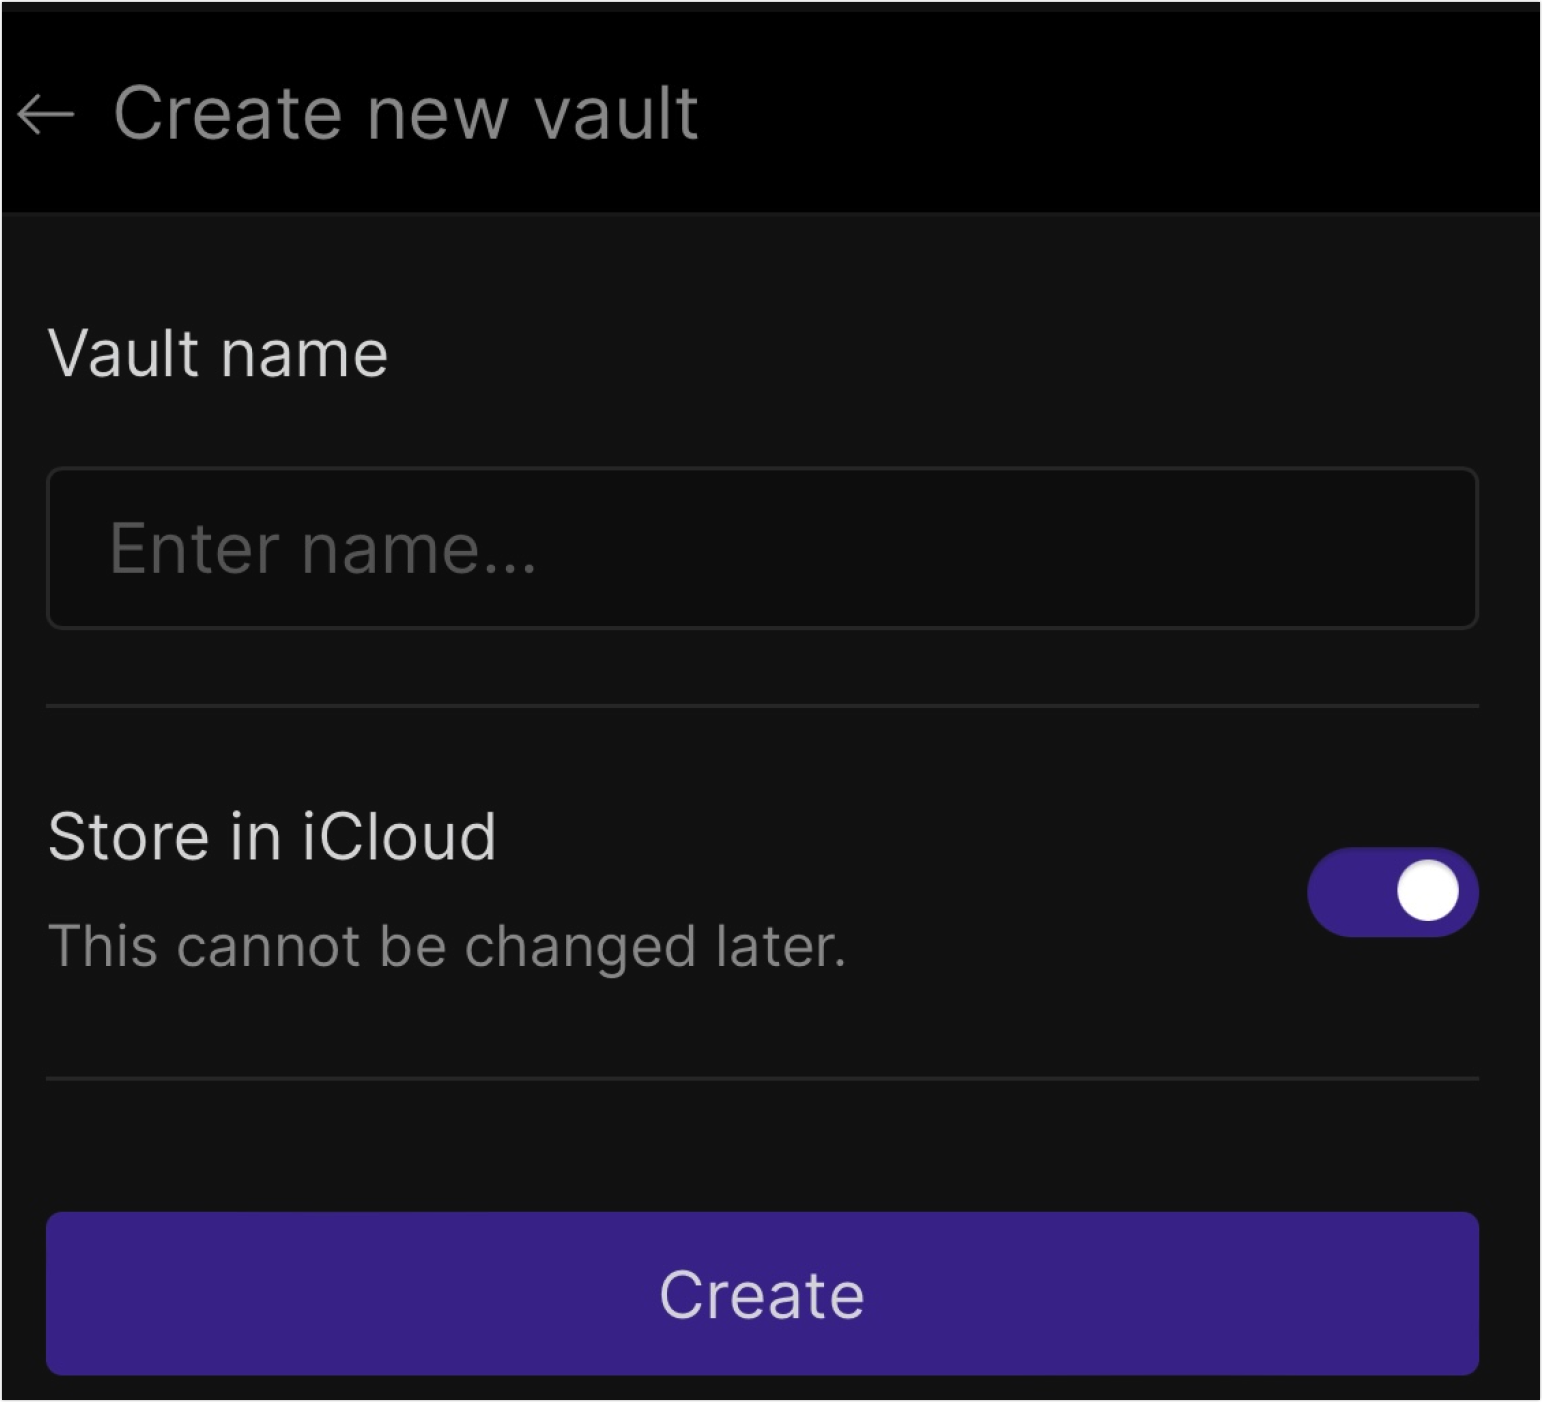 Create new vault
Vault name
Enter name...
Store in iCloud
This cannot be changed later.
Create